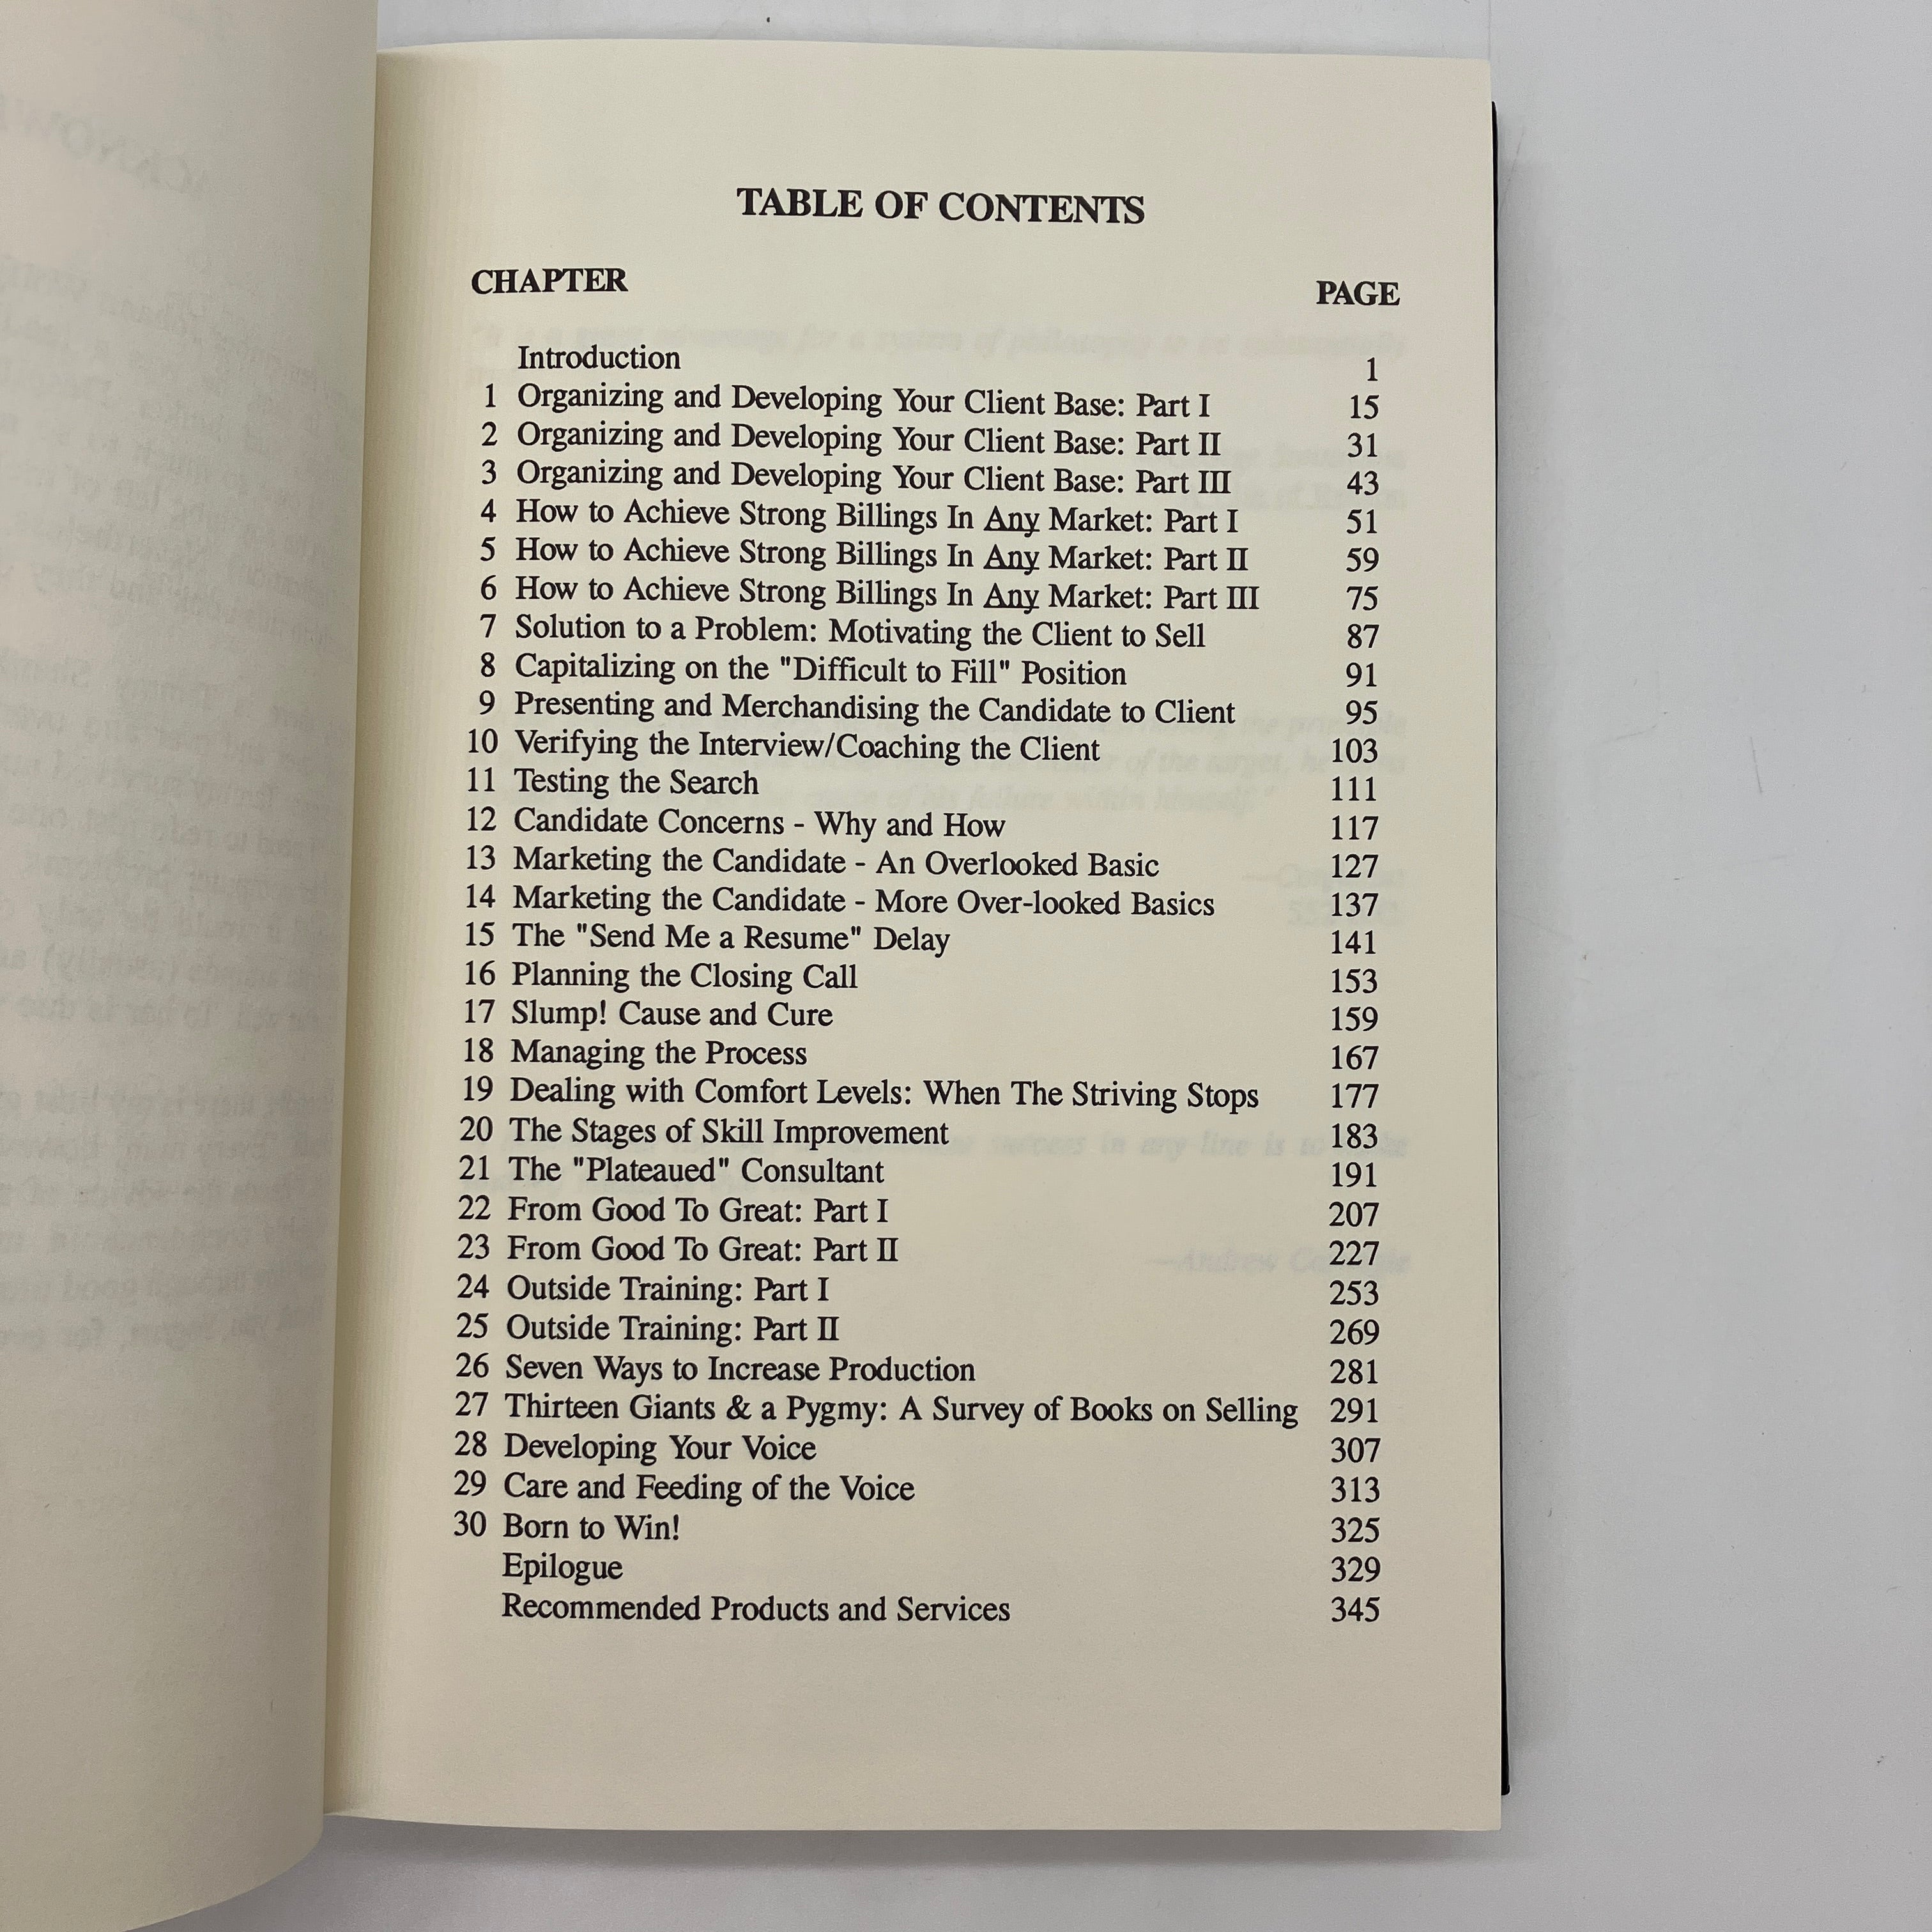 TABLE OF CONTENTS
CHAPTER PAGE
Introduction 1
1 Organizing and Developing Your Client Base: Part I 15
2 Organizing and Developing Your Client Base: Part II 31
3 Organizing and Developing Your Client Base: Part III 43
4 How to Achieve Strong Billings In Any Market: Part I 51
5 How to Achieve Strong Billings In Any Market: Part II 59
6 How to Achieve Strong Billings In Any Market: Part III 75
7 Solution to a Problem: Motivating the Client to Sell 87
8 Capitalizing on the "Difficult to Fill" Position 91
9 Presenting and Merchandising the Candidate to Client 95
10 Verifying the Interview/Coaching the Client 103
11 Testing the Search 111
12 Candidate Concerns - Why and How 117
13 Marketing the Candidate - An Overlooked Basic 127
14 Marketing the Candidate - More Over-looked Basics 137
15 The "Send Me a Resume" Delay 141
16 Planning the Closing Call 153
17 Slump! Cause and Cure 159
18 Managing the Process 167
19 Dealing with Comfort Levels: When The Striving Stops 177
20 The Stages of Skill Improvement 183
21 The "Plateaued" Consultant 191
22 From Good To Great: Part I 207
23 From Good To Great: Part II 227
24 Outside Training: Part I 253
25 Outside Training: Part II 269
26 Seven Ways to Increase Production 281
27 Thirteen Giants & a Pygmy: A Survey of Books on Selling 291
28 Developing Your Voice 307
29 Care and Feeding of the Voice 313
30 Born to Win! 325
Epilogue 329
Recommended Products and Services 345